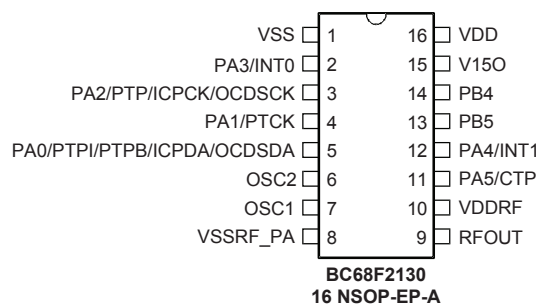 VSS 1 16 VDD
PA3/INT0 2 15 V15O
PA2/PTP/ICPCK/OCDSCK 3 14 PB4
PA1/PTCK 4 13 PB5
PA0/PTPI/PTPB/ICPDA/OCDSDA 5 12 PA4/INT1
OSC2 6 11 PA5/CTP
OSC1 7 10 VDDRF
VSSRF_PA 8 9 RFOUT
BC68F2130
16 NSOP-EP-A